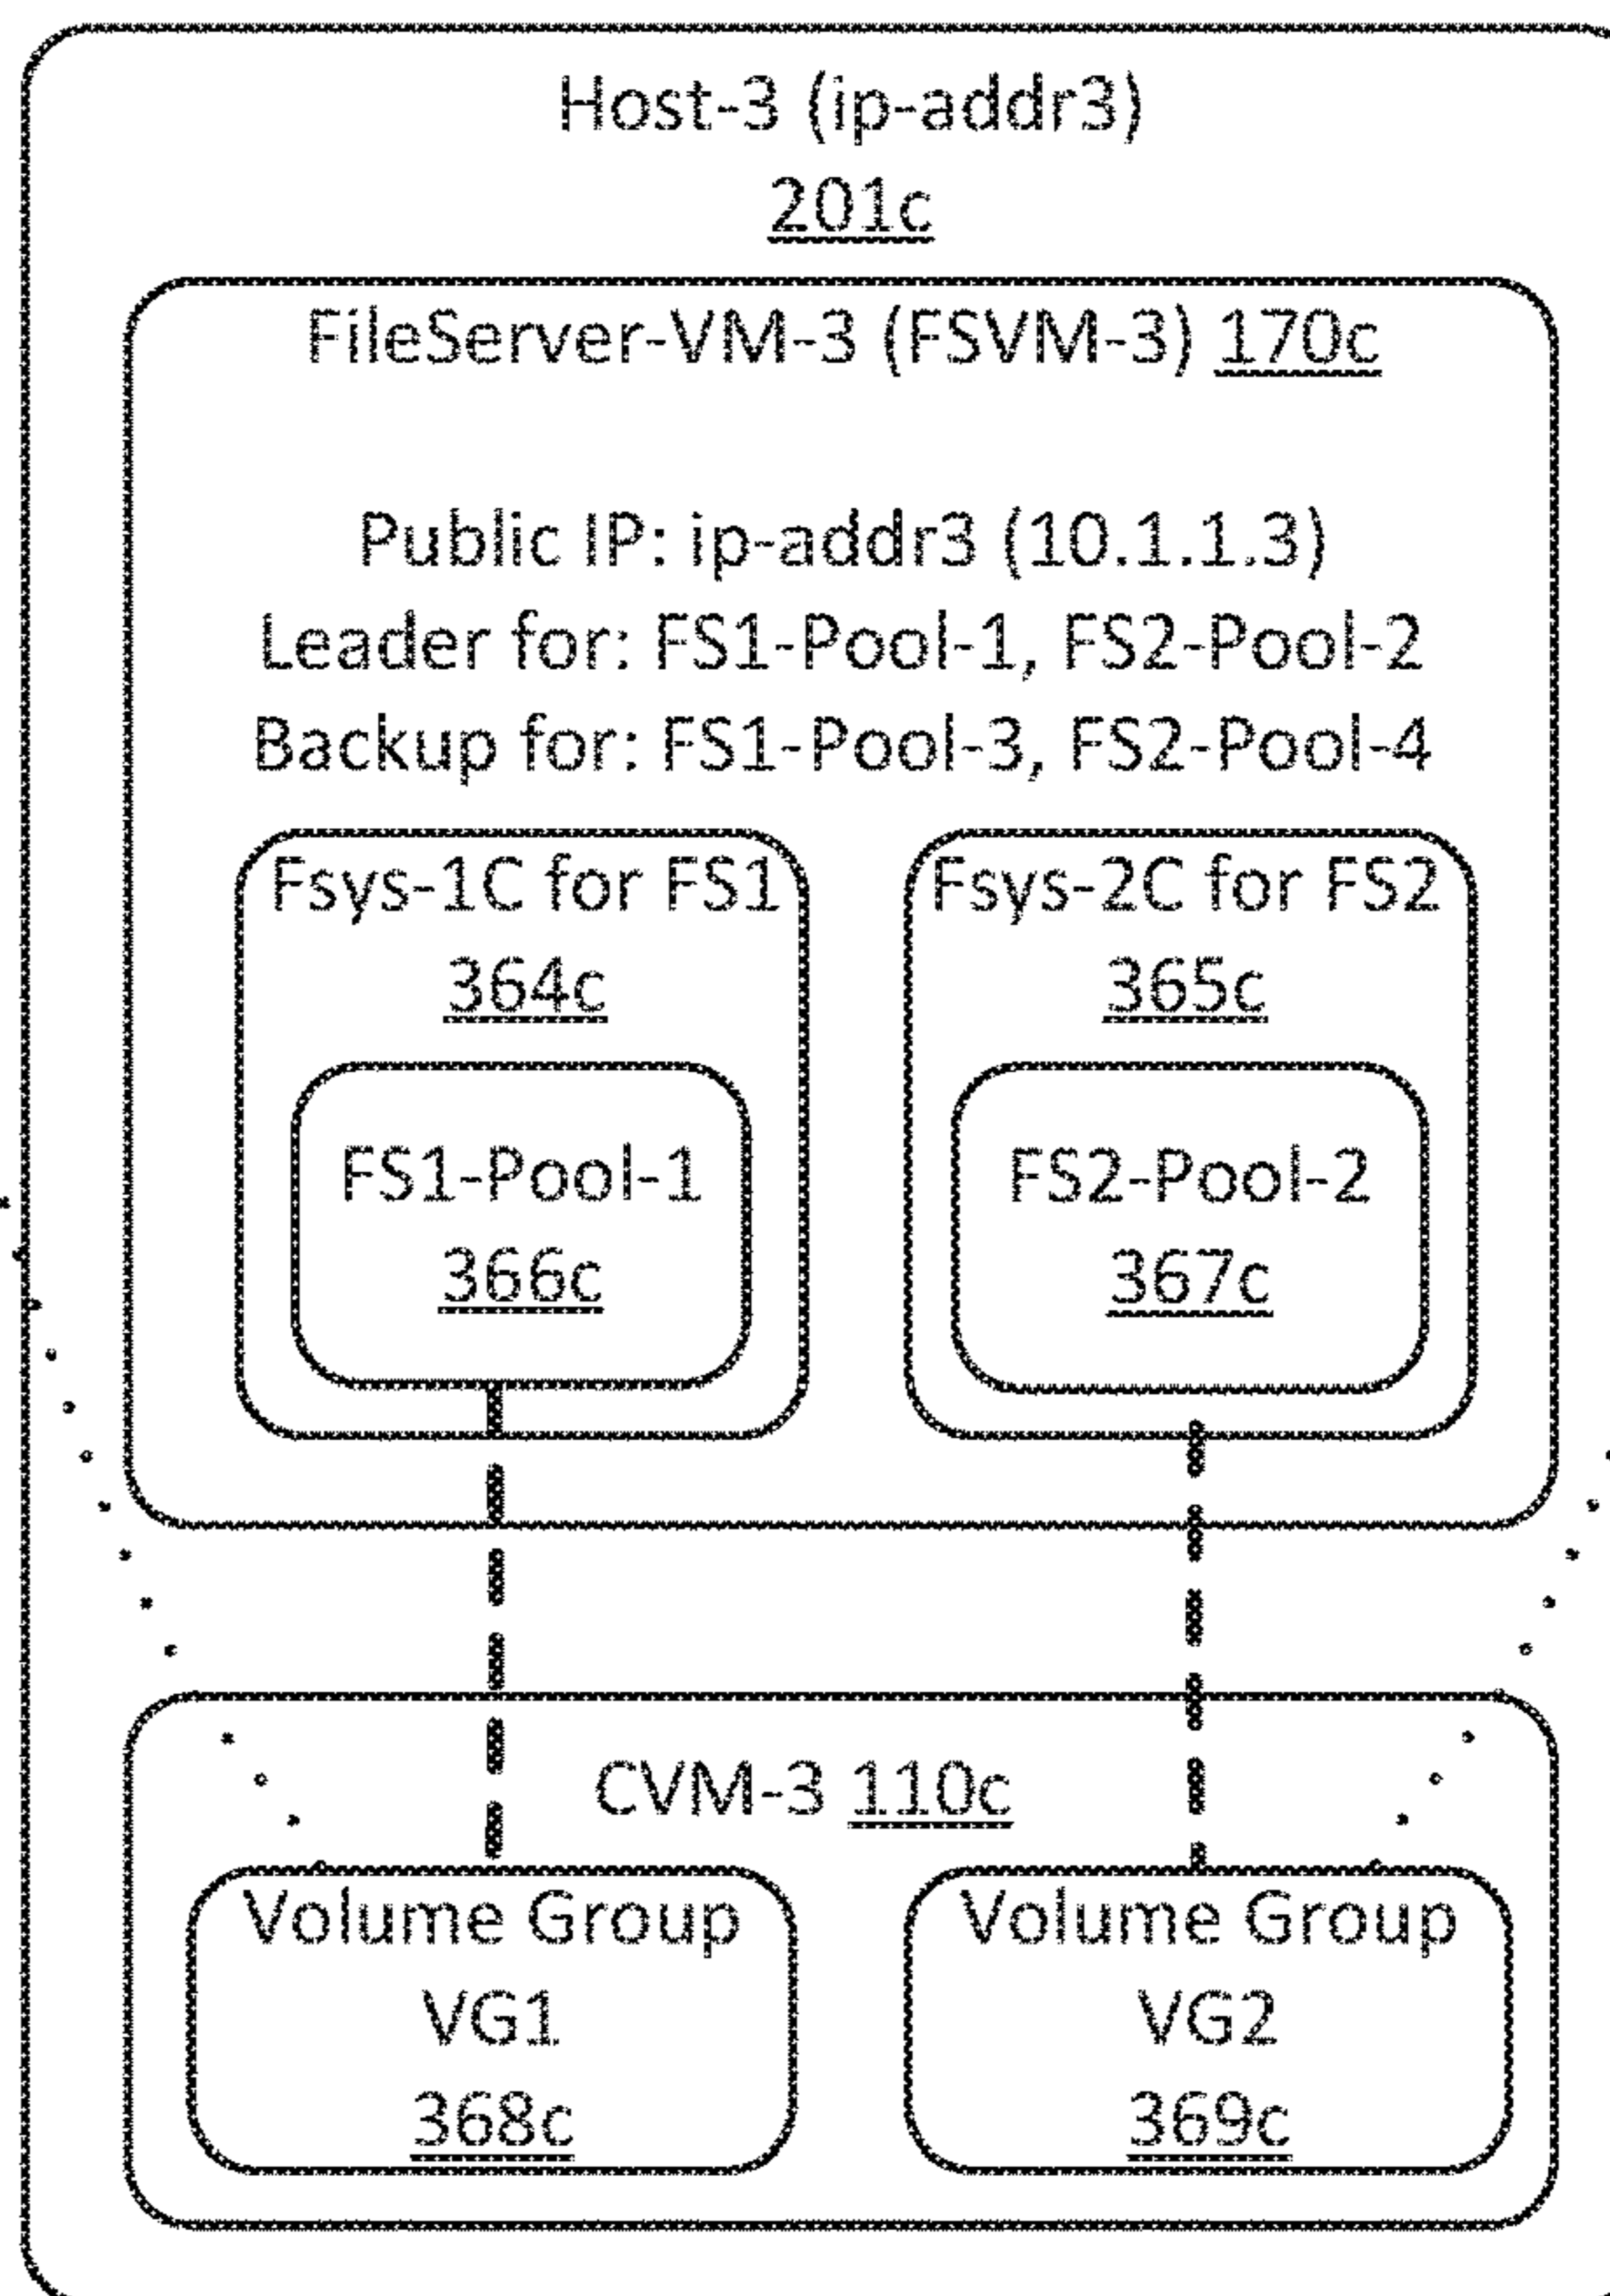 Host-3 (ip-addr3)
201c
FileServer-VM-3 (FSVM-3) 170c
Public IP: ip-addr3 (10.1.1.3)
Leader for: FS1-Pool-1, FS2-Pool-2
Backup for: FS1-Pool-3, FS2-Pool-4
Fsys-1C for FS1
364c
FS1-Pool-1
366c
Fsys-2C for FS2
365c
FS2-Pool-2
367c
CVM-3 110c
Volume Group
VG1
368c
Volume Group
VG2
369c